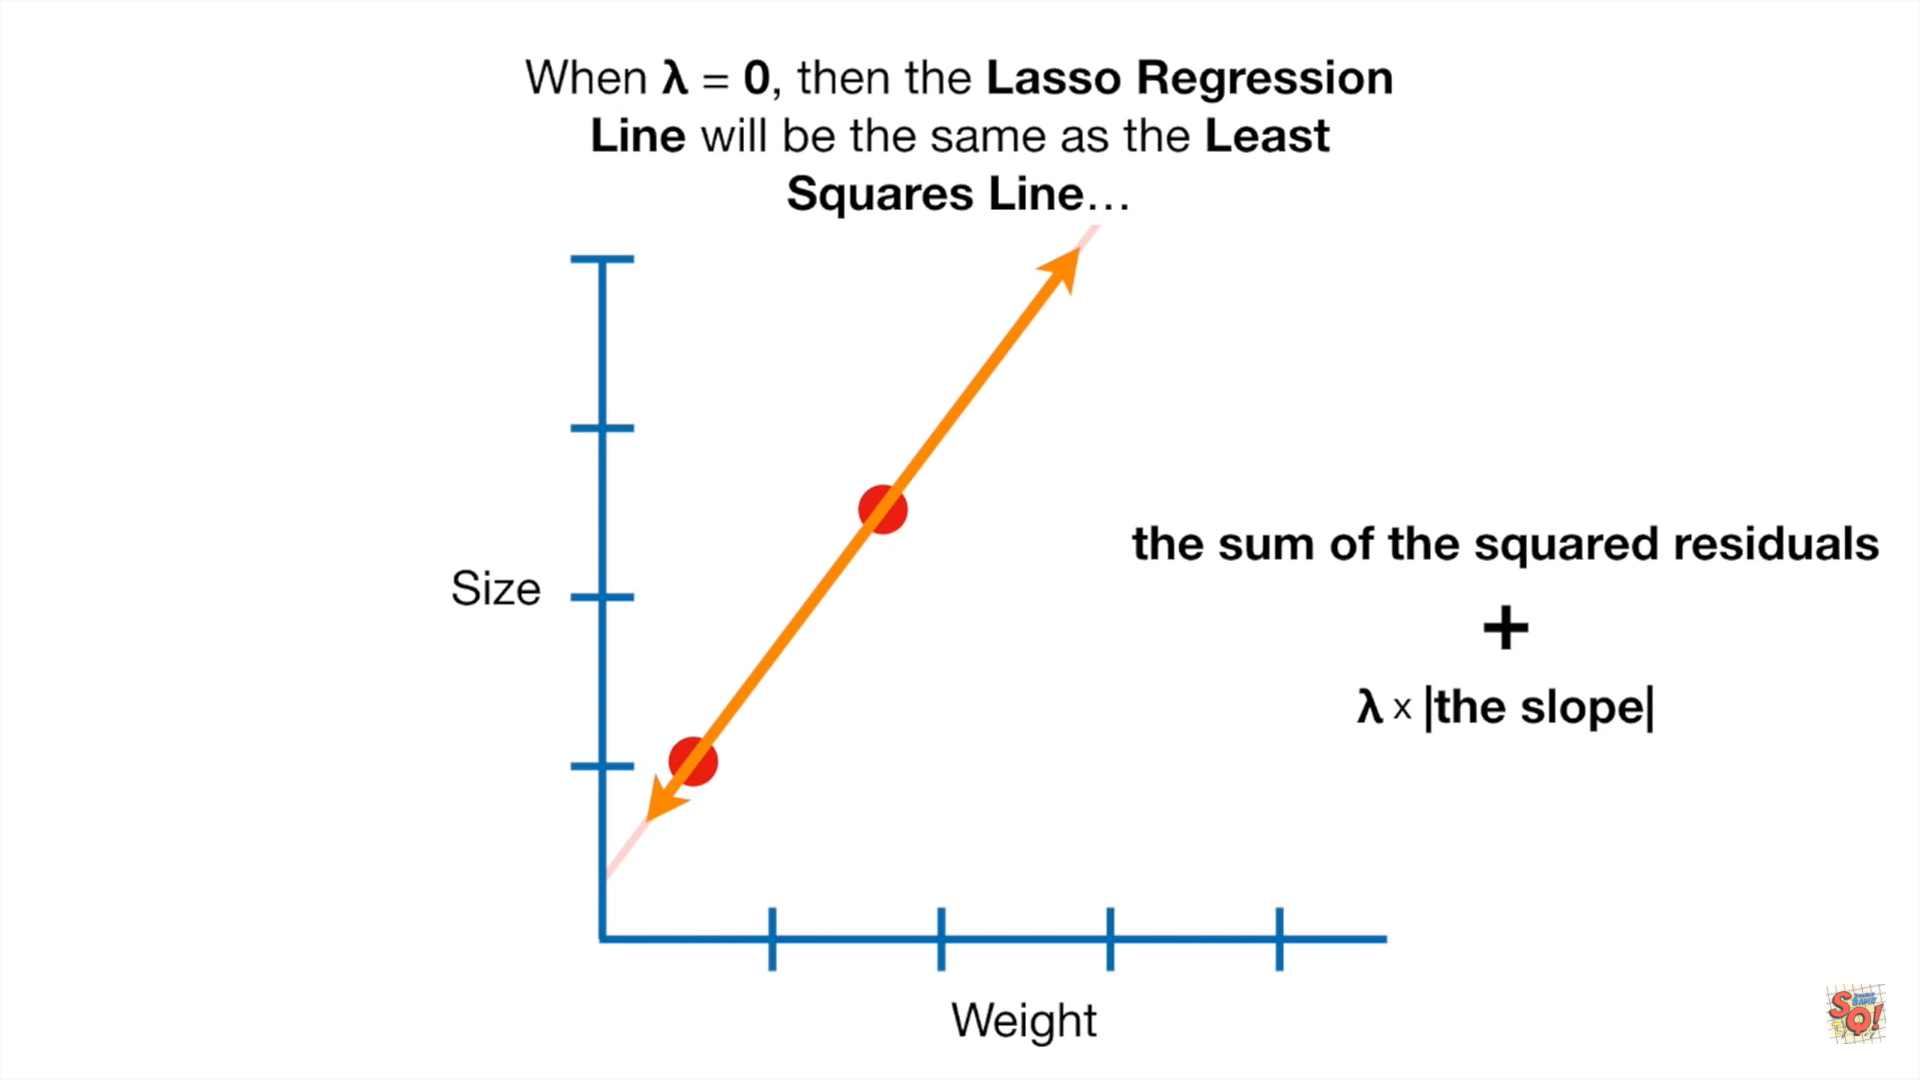 When λ = 0, then the Lasso Regression
Line will be the same as the Least
Squares Line…
Size
the sum of the squared residuals
+
λ x |the slope|
Weight
SQ!